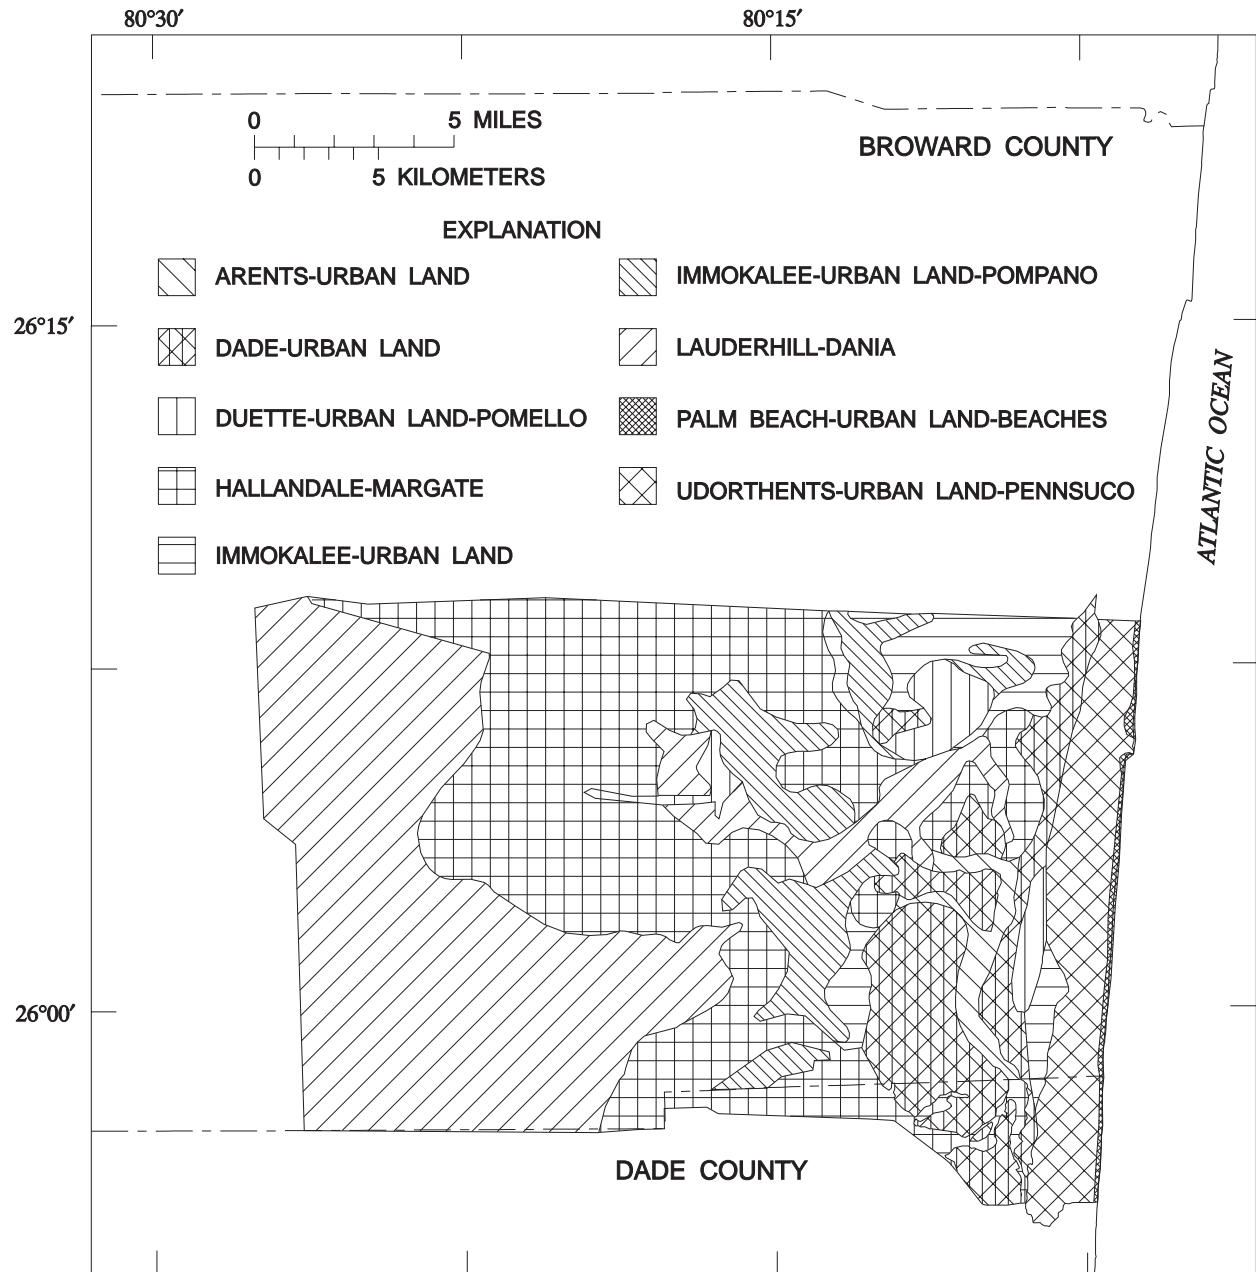 80°30′ 80°15′
0 5 MILES
BROWARD COUNTY
0 5 KILOMETERS
EXPLANATION
ARENTS-URBAN LAND
IMMOKALEE-URBAN LAND-POMPANO
26°15′
DADE-URBAN LAND
LAUDERHILL-DANIA
DUETTE-URBAN LAND-POMELLO
PALM BEACH-URBAN LAND-BEACHES
HALLANDALE-MARGATE
UDORTHENTS-URBAN LAND-PENNSUCO
IMMOKALEE-URBAN LAND
ATLANTIC OCEAN
26°00′
DADE COUNTY